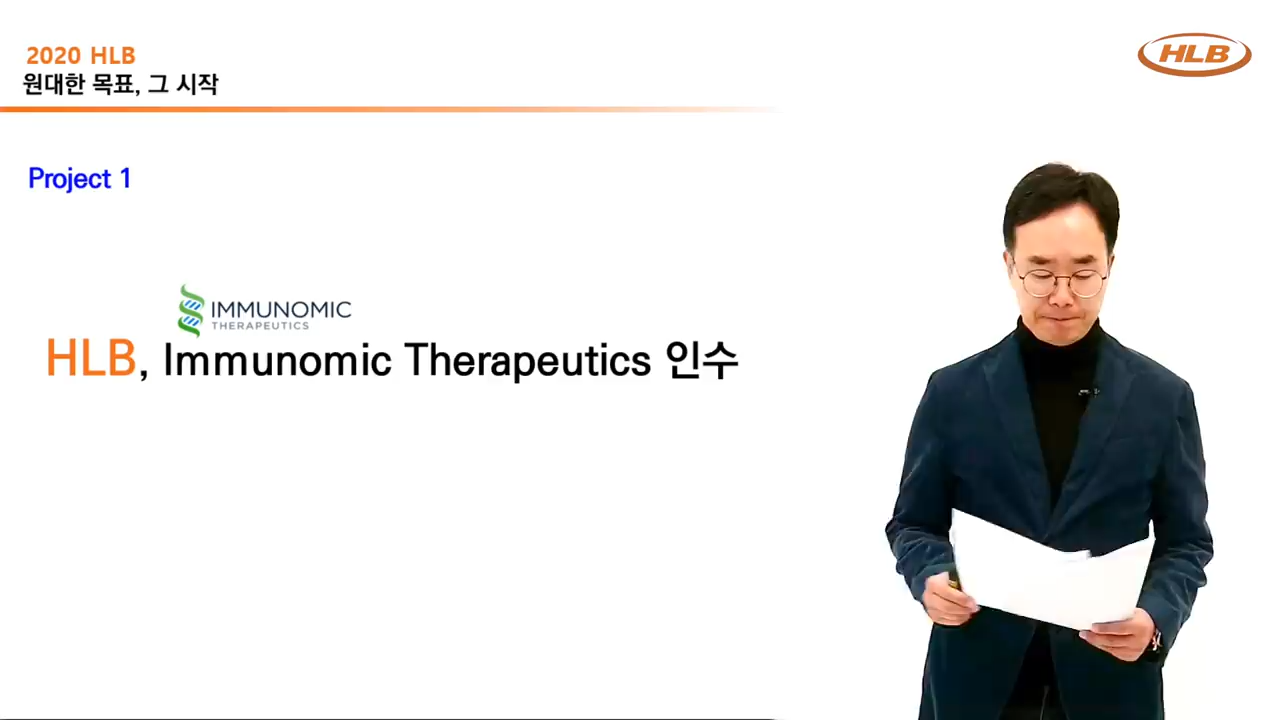 2020 HLB
원대한 목표, 그 시작
HLB
Project 1
IMMUNOMIC
THERAPEUTICS
HLB, Immunomic Therapeutics 인수